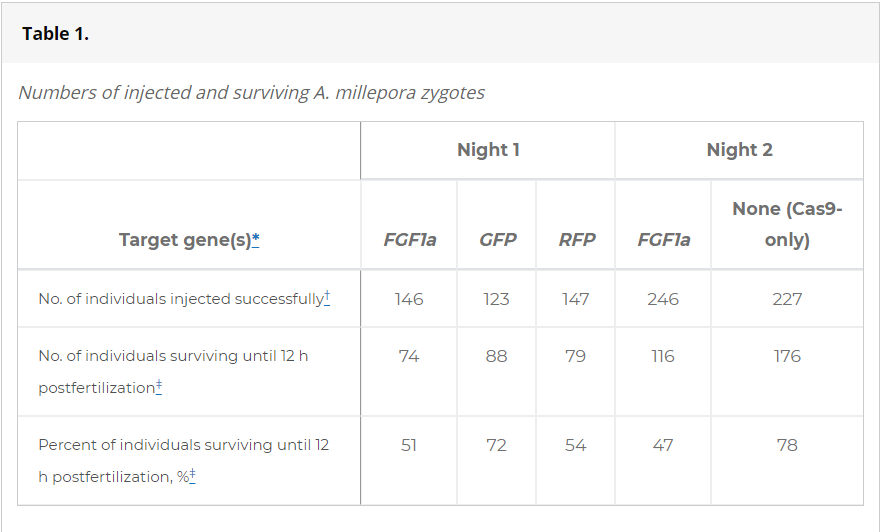 Table 1.
Numbers of injected and surviving A. millepora zygotes
Night 1 Night 2
Target gene(s)* FGF1a GFP RFP FGF1a None (Cas9-
only)
No. of individuals injected successfully† 146 123 147 246 227
No. of individuals surviving until 12 h 74 88 79 116 176
postfertilization‡
Percent of individuals surviving until 12 51 72 54 47 78
h postfertilization, %‡